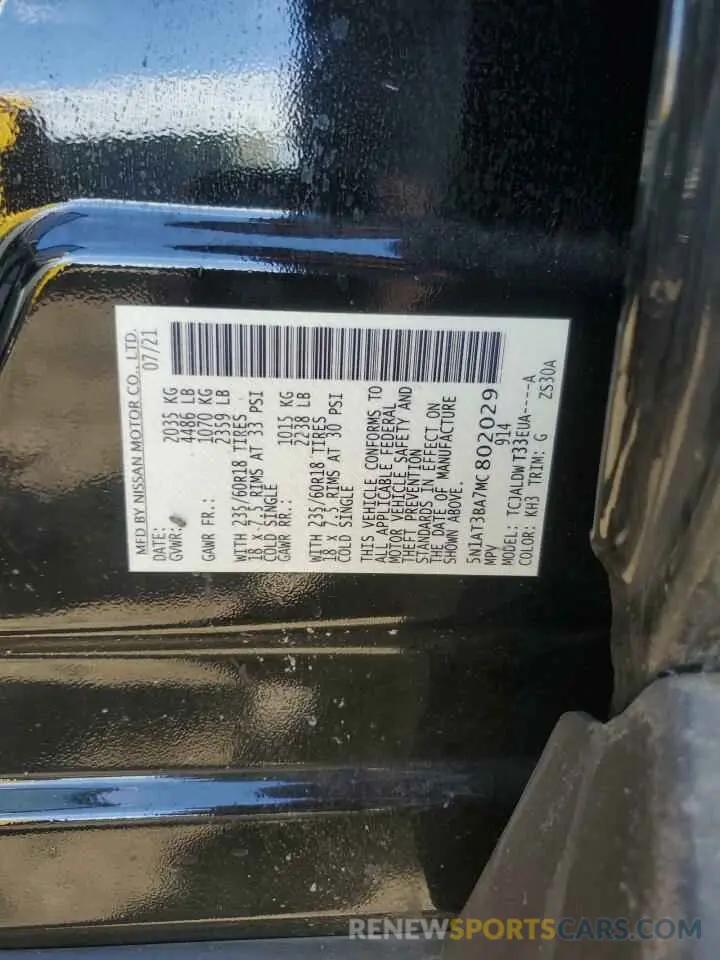 MFD BY NISSAN MOTOR CO., LTD.
DATE: 07/21
GVWR: 2035 KG
4486 LB
GAWR FR.: 1070 KG
2359 LB
WITH 235/60R18 TIRES
18 X 7.5 RIMS AT 33 PSI
COLD SINGLE
GAWR RR.: 1015 KG
2238 LB
WITH 235/60R18 TIRES
18 X 7.5 RIMS AT 30 PSI
COLD SINGLE
THIS VEHICLE CONFORMS TO
ALL APPLICABLE FEDERAL
MOTOR VEHICLE SAFETY AND
THEFT PREVENTION
STANDARDS IN EFFECT ON
THE DATE OF MANUFACTURE
SHOWN ABOVE.
5N1AT3BA7MC802029
MPV 914
MODEL: TCJALDW T33EUA----A
COLOR: KH3 TRIM: G ZS30A
RENEWSPORTSCARS.COM